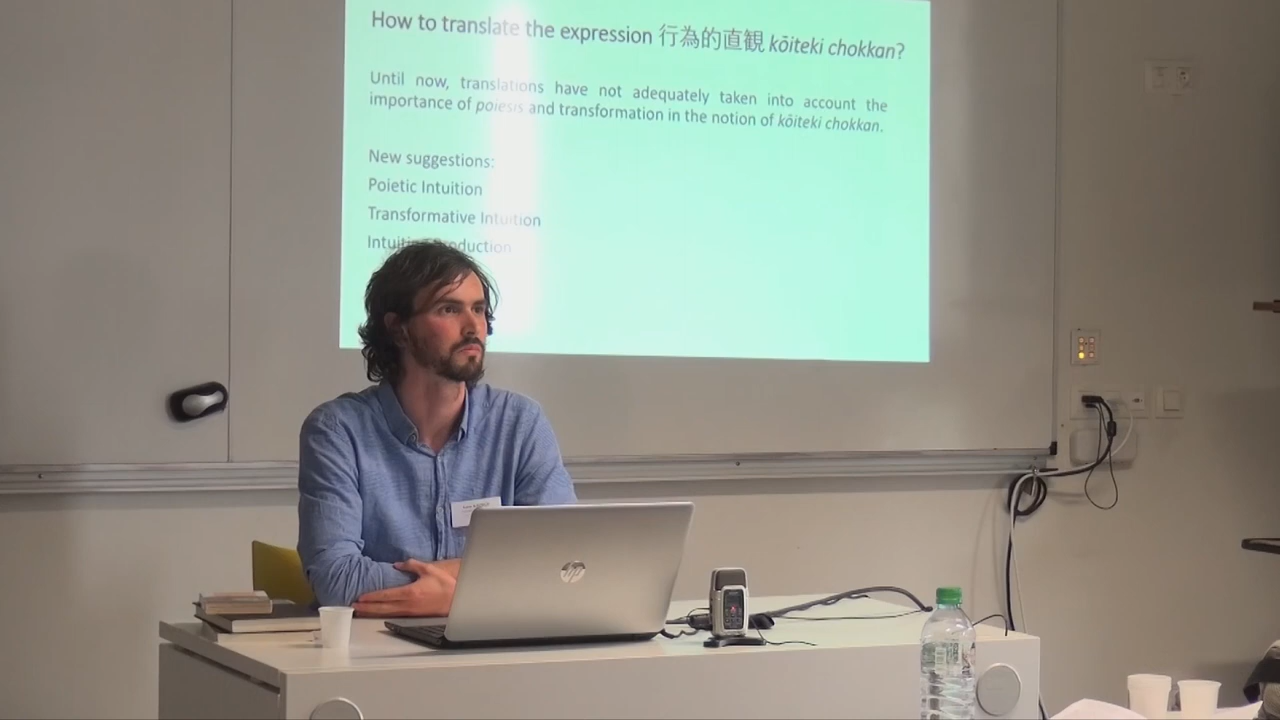 How to translate the expression 行為的直観 kōiteki chokkan?
Until now, translations have not adequately taken into account the
importance of poiesis and transformation in the notion of kōiteki chokkan.
New suggestions:
Poietic Intuition
Transformative Intuition
hp